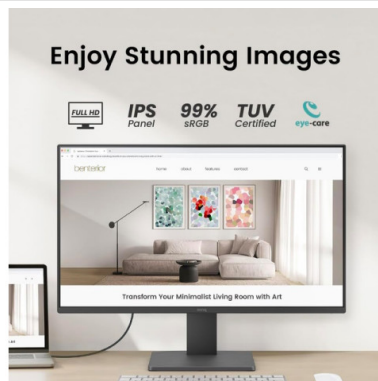 Enjoy Stunning Images
FULL HD
IPS
Panel
99%
sRGB
TUV
Certified
eye-care
benterior
Transform Your Minimalist Living Room with Art